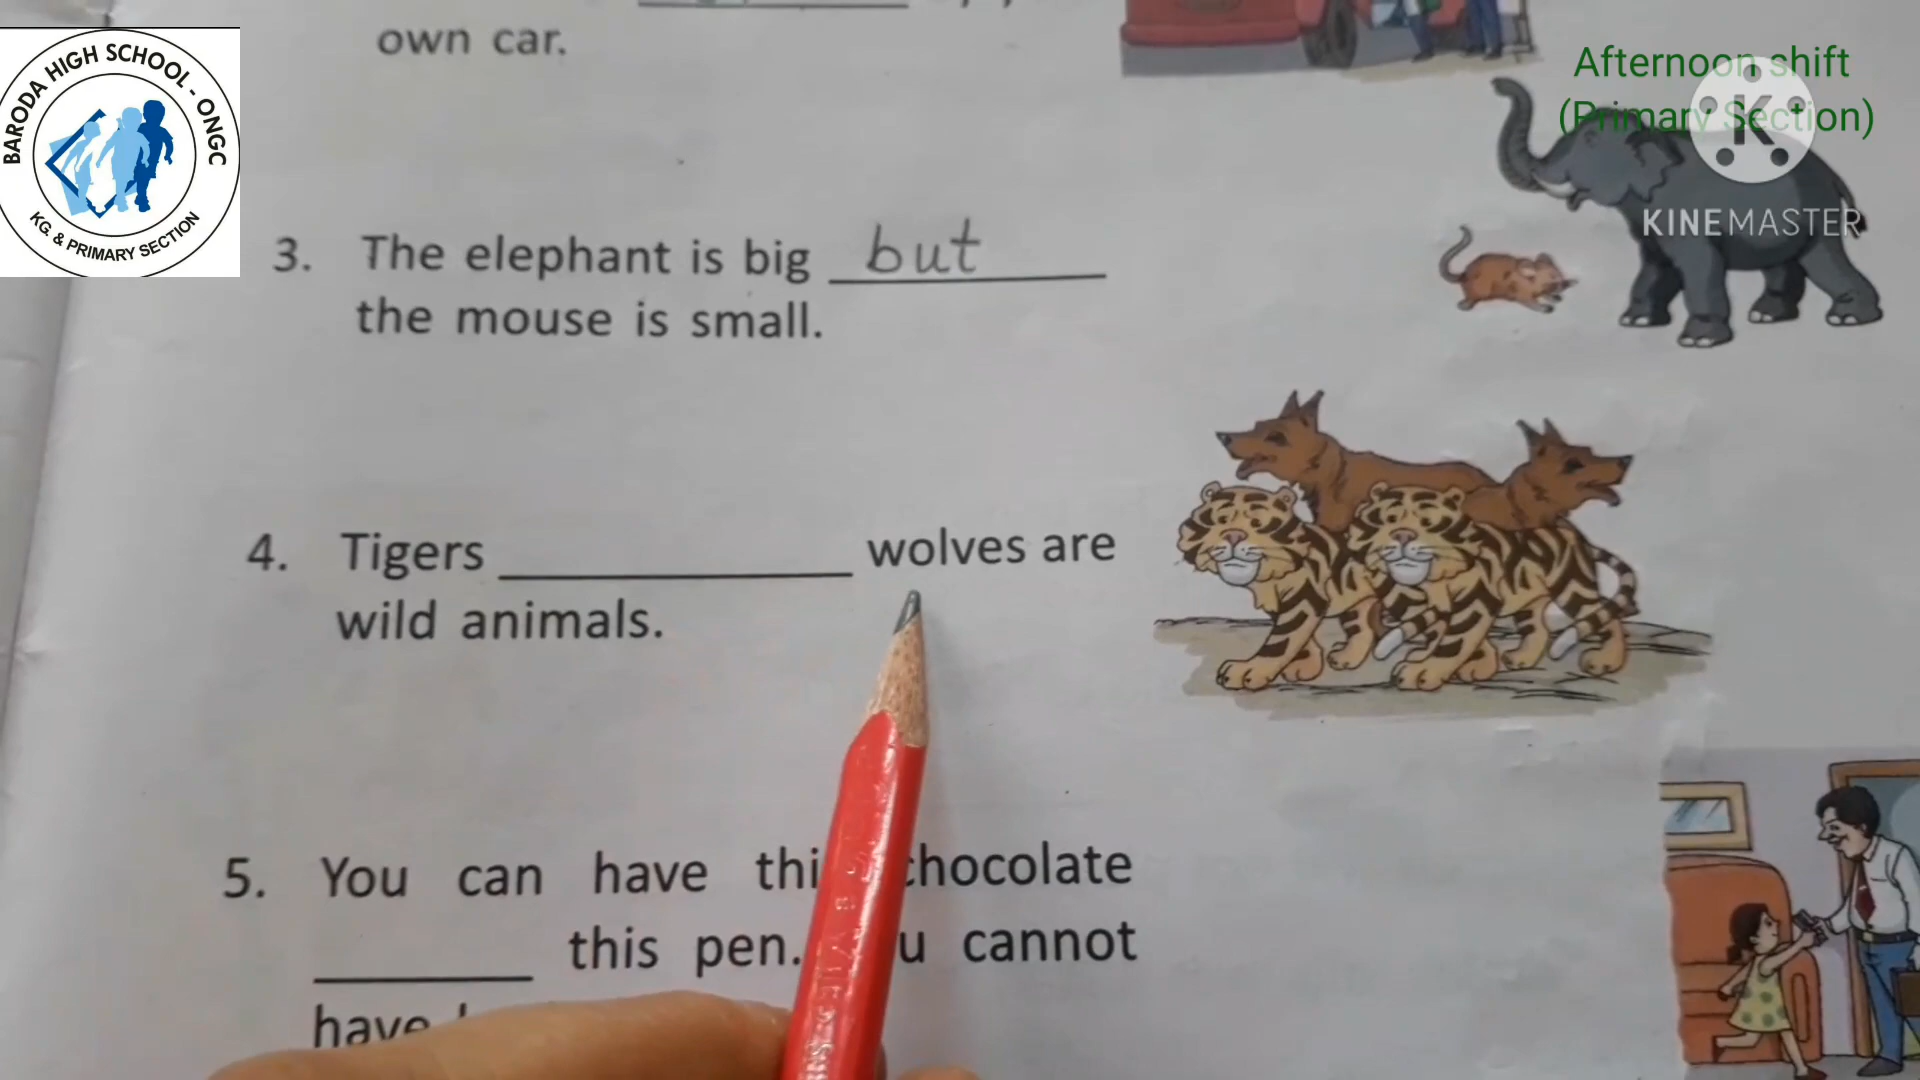 own car.
BARODA HIGH SCHOOL - ONGC
KG. & PRIMARY SECTION
Afternoon shift
(Primary Section)
K
KINEMASTER
3. The elephant is big but
the mouse is small.
4. Tigers wolves are
wild animals.
5. You can have chocolate
this pen. cannot
have